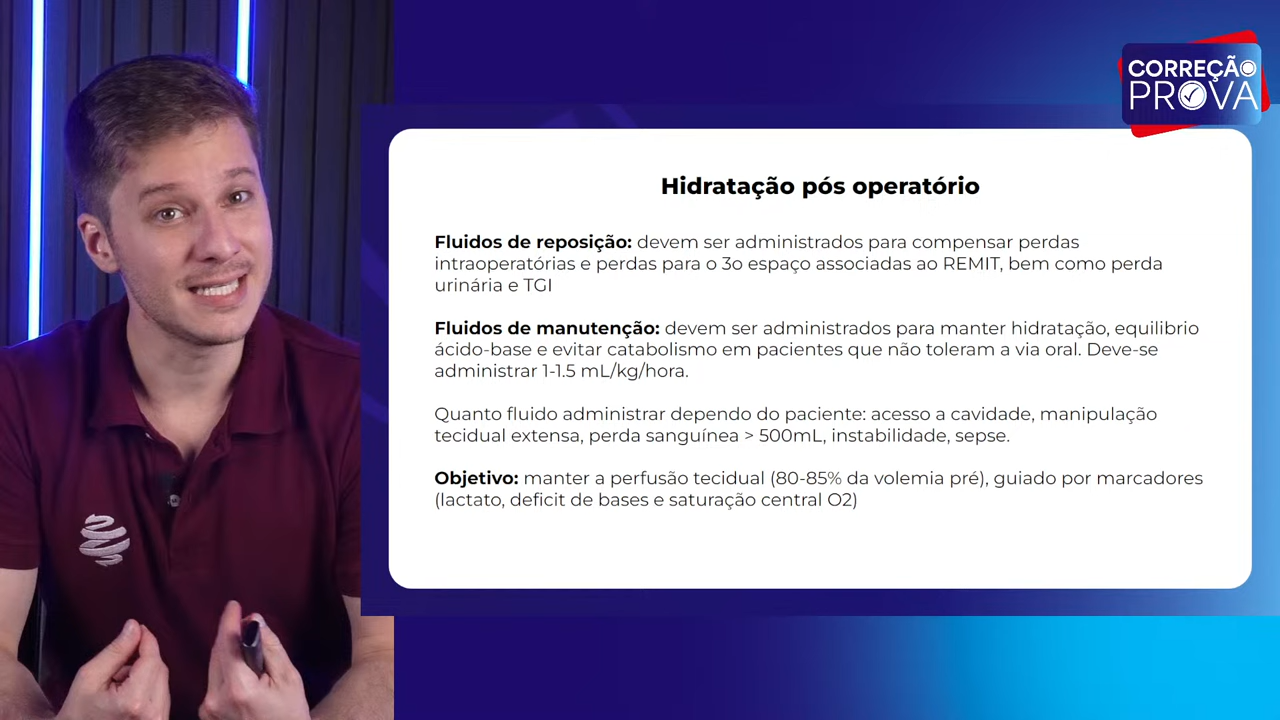 CORREÇÃO
PROVA
Hidratação pós operatório
Fluidos de reposição: devem ser administrados para compensar perdas
intraoperatórias e perdas para o 3o espaço associadas ao REMIT, bem como perda
urinária e TGI
Fluidos de manutenção: devem ser administrados para manter hidratação, equilibrio
ácido-base e evitar catabolismo em pacientes que não toleram a via oral. Deve-se
administrar 1-1.5 mL/kg/hora.
Quanto fluido administrar dependo do paciente: acesso a cavidade, manipulação
tecidual extensa, perda sanguínea > 500mL, instabilidade, sepse.
Objetivo: manter a perfusão tecidual (80-85% da volemia pré), guiado por marcadores
(lactato, deficit de bases e saturação central O2)